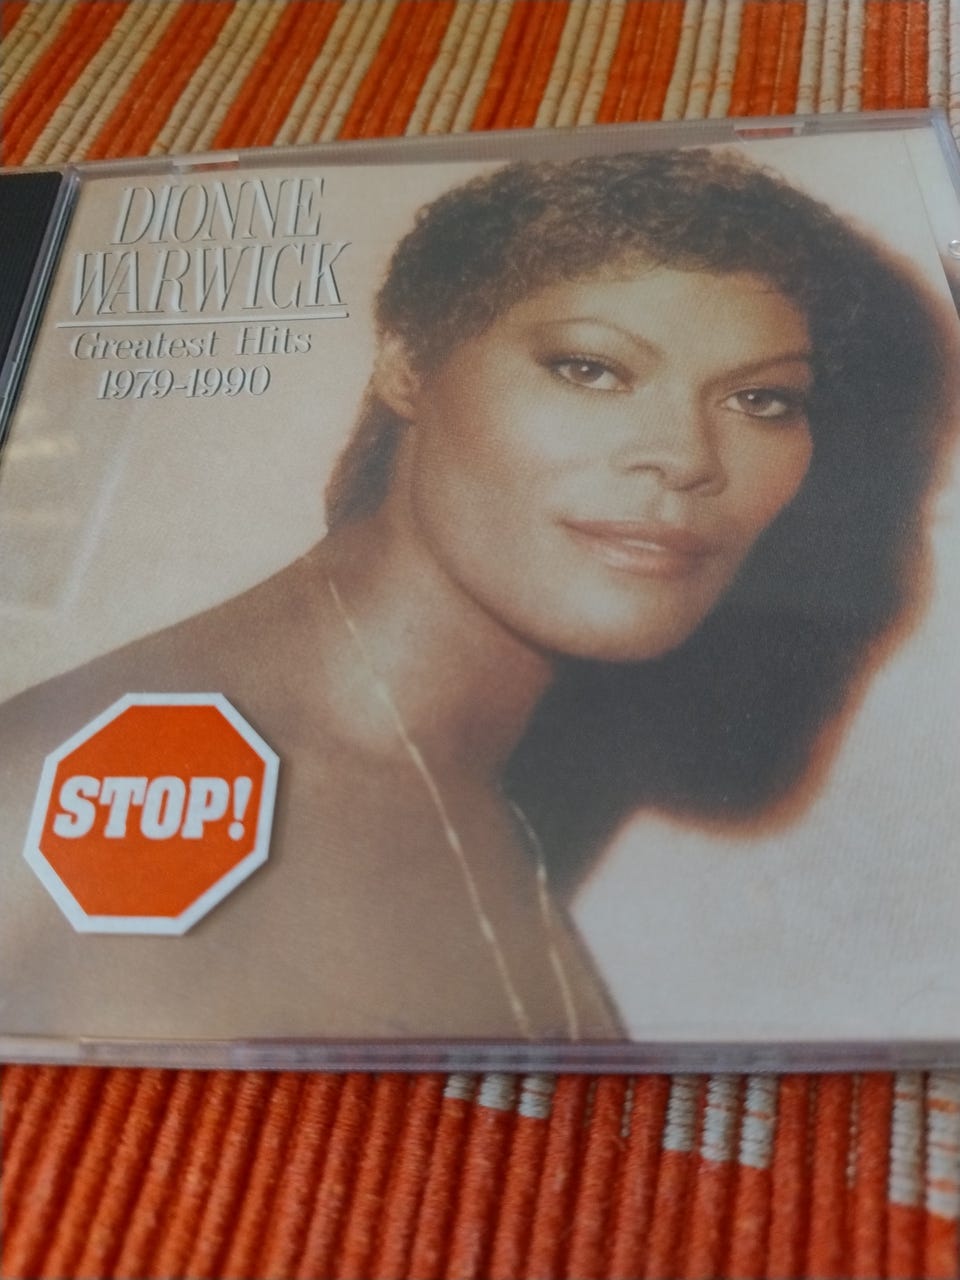 DIONNE
WARWICK
Greatest Hits
1979-1990
STOP!